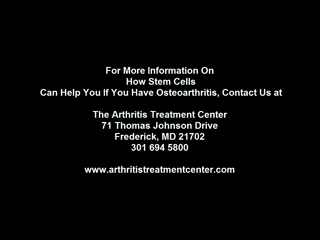 For More Information On
How Stem Cells
Can Help You If You Have Osteoarthritis, Contact Us at
The Arthritis Treatment Center
71 Thomas Johnson Drive
Frederick, MD 21702
301 694 5800
www.arthritistreatmentcenter.com